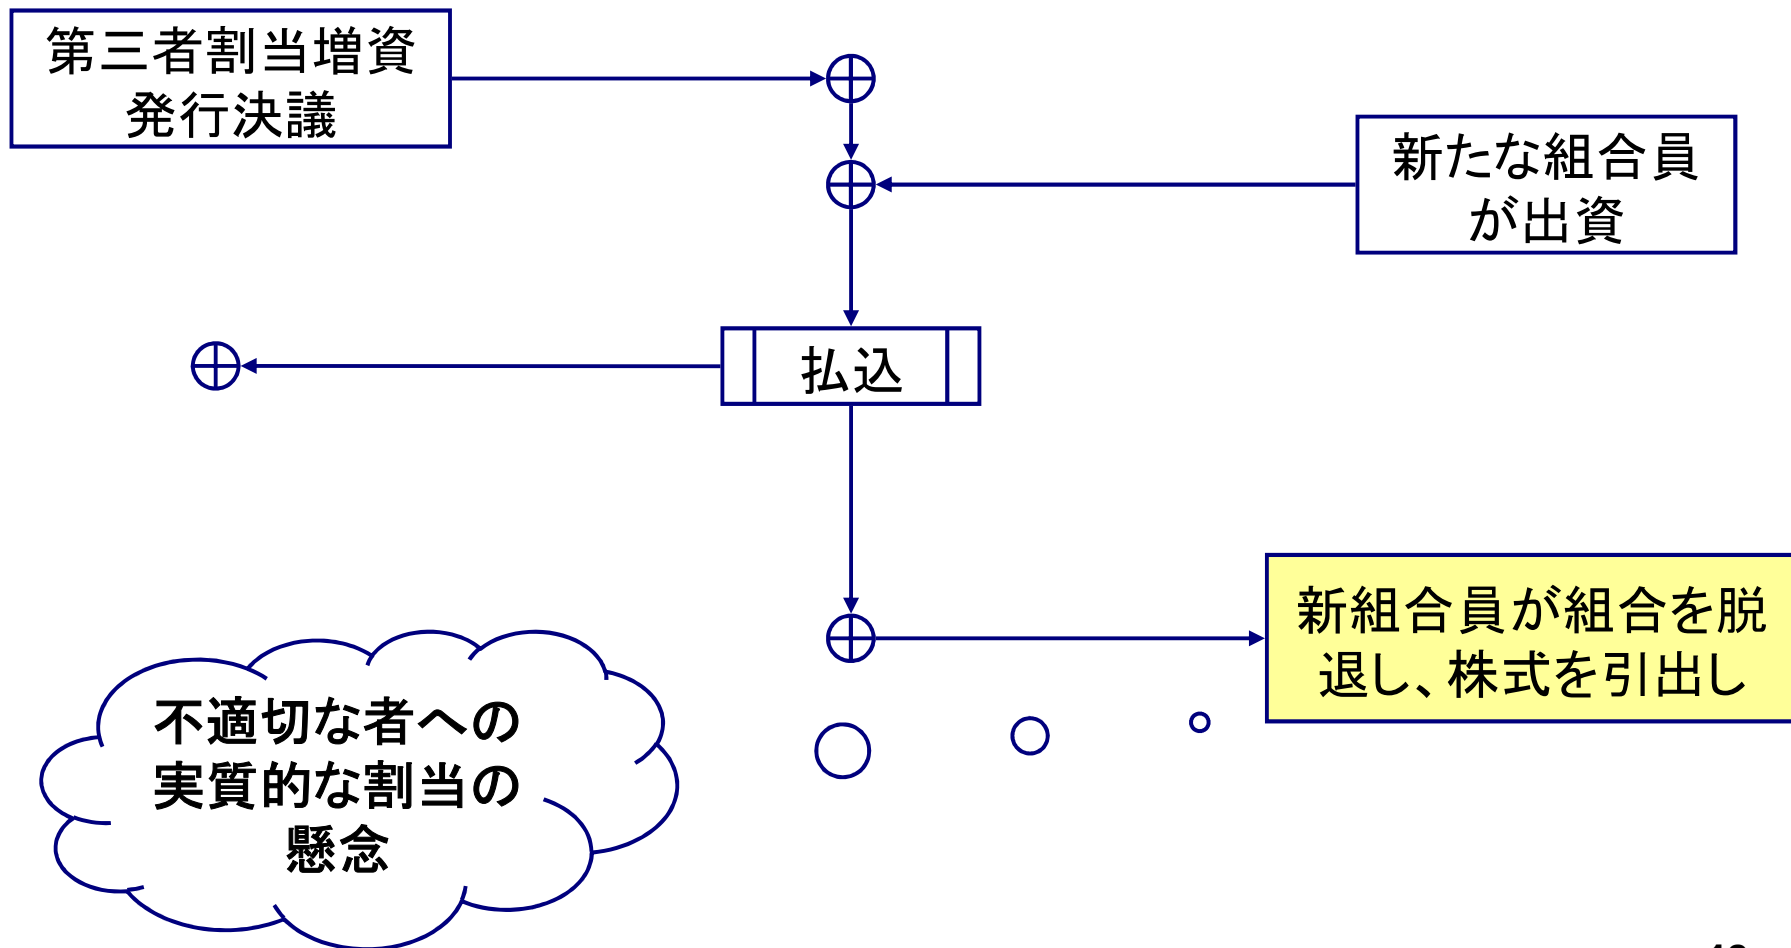 第三者割当増資
発行決議
新たな組合員
が出資
払込
新組合員が組合を脱
退し、株式を引出し
不適切な者への
実質的な割当の
懸念